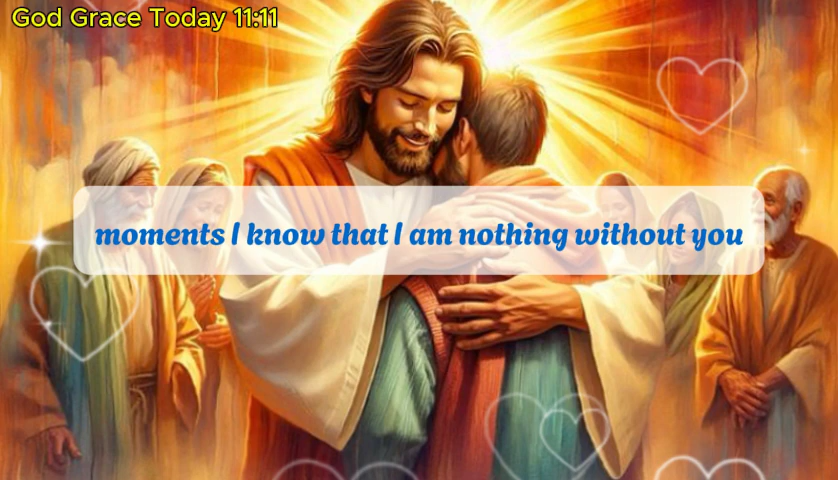 God Grace Today 11:11
moments I know that I am nothing without you